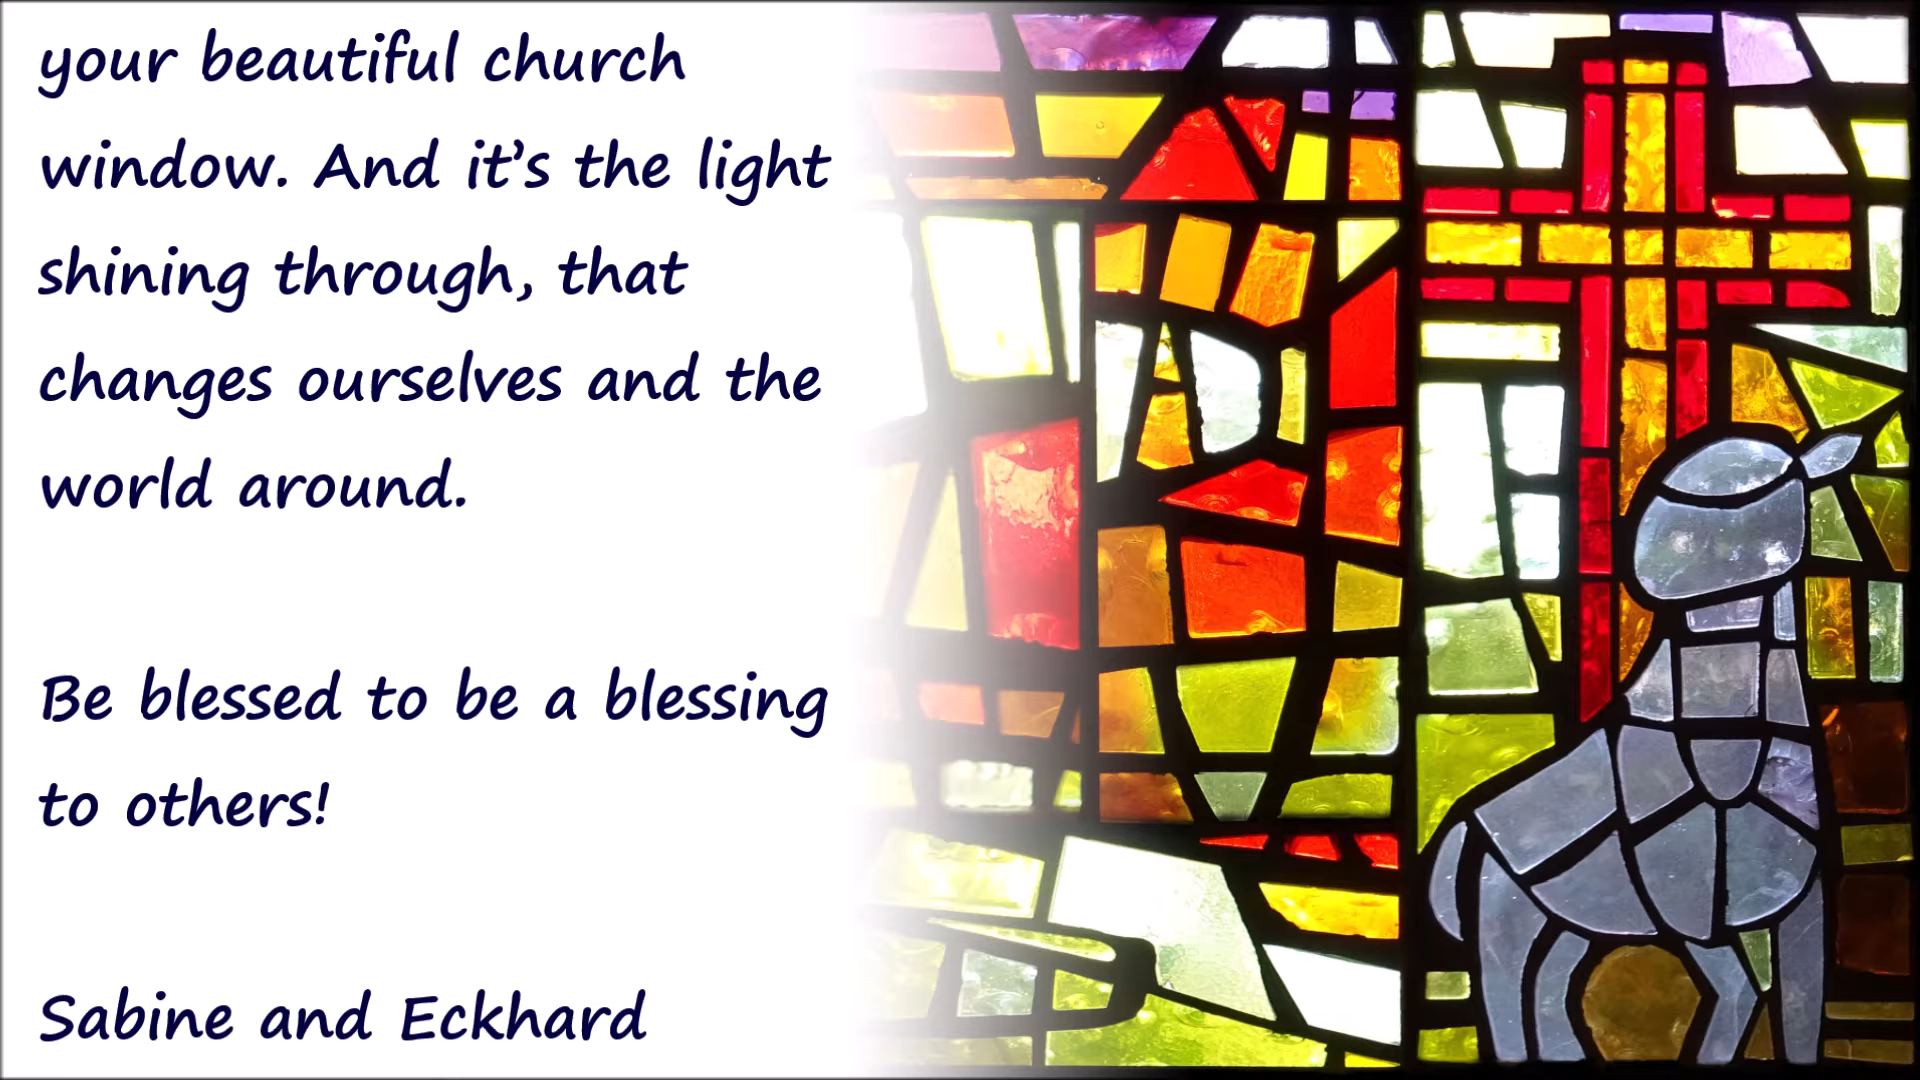 your beautiful church
window. And it’s the light
shining through, that
changes ourselves and the
world around.
Be blessed to be a blessing
to others!
Sabine and Eckhard